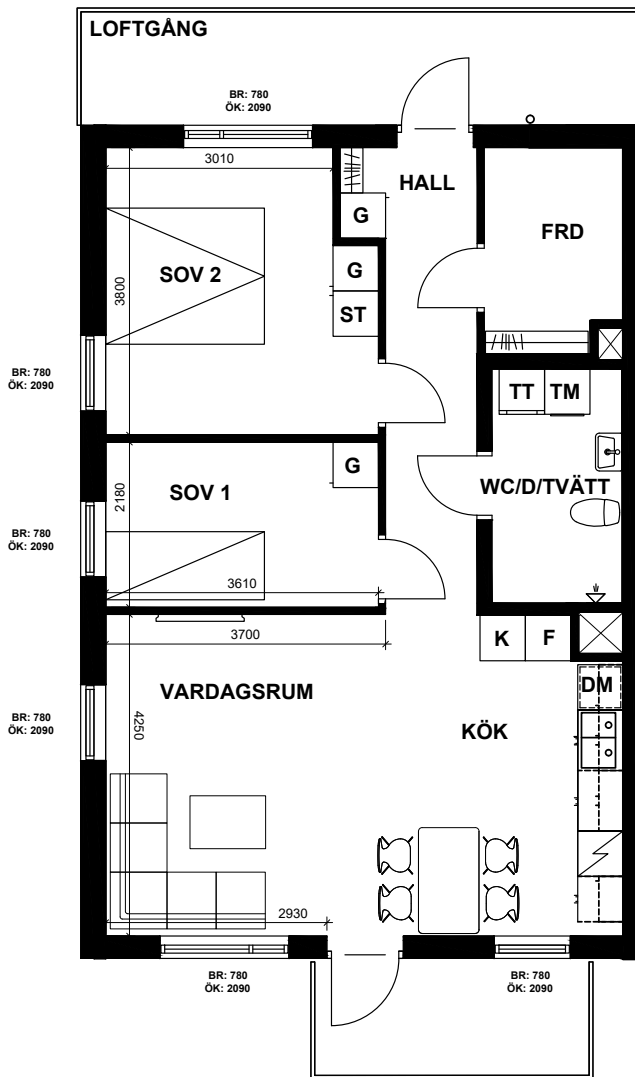 LOFTGÅNG
BR: 780
ÖK: 2090
3010
HALL
G
FRD
G
SOV 2
3800
ST
BR: 780
ÖK: 2090
TT
TM
G
SOV 1
2180
WC/D/TVÄTT
BR: 780
ÖK: 2090
3610
3700
K
F
VARDAGSRUM
DM
BR: 780
ÖK: 2090
4250
KÖK
2930
BR: 780
ÖK: 2090
BR: 780
ÖK: 2090